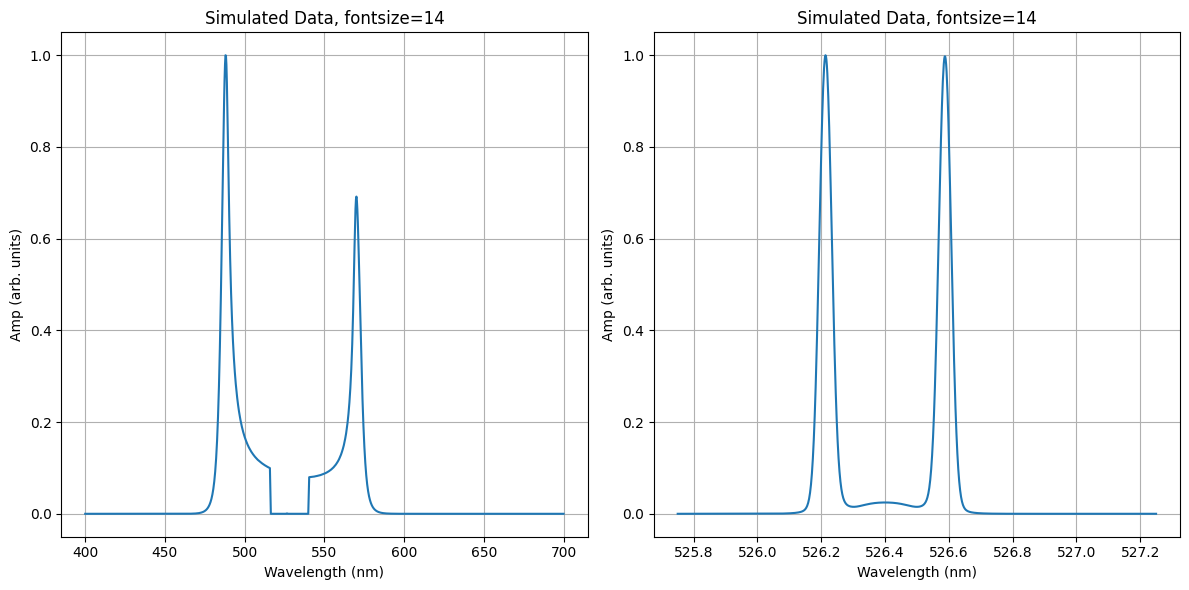 Simulated Data, fontsize=14
Amp (arb. units)
1.0
0.8
0.6
0.4
0.2
0.0
400 450 500 550 600 650 700
Wavelength (nm)
Simulated Data, fontsize=14
Amp (arb. units)
1.0
0.8
0.6
0.4
0.2
0.0
525.8 526.0 526.2 526.4 526.6 526.8 527.0 527.2
Wavelength (nm)